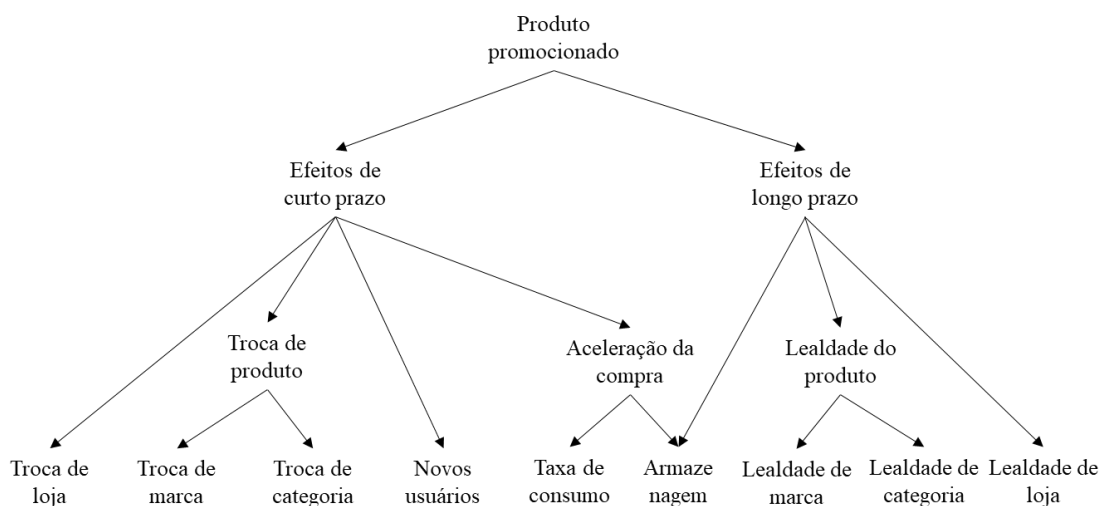 Produto
promocionado
Efeitos de
curto prazo
Efeitos de
longo prazo
Troca de
produto
Aceleração da
compra
Lealdade do
produto
Troca de
loja
Troca de
marca
Troca de
categoria
Novos
usuários
Taxa de
consumo
Armaze
nagem
Lealdade de
marca
Lealdade de
categoria
Lealdade de
loja